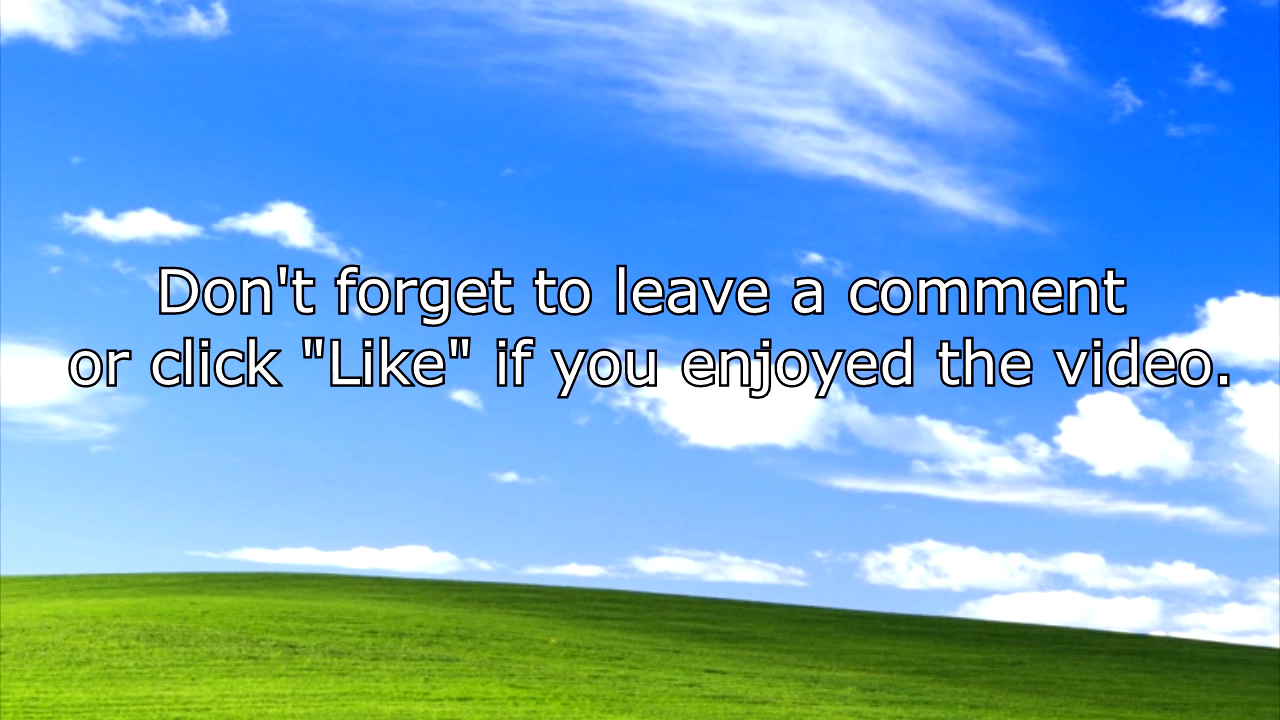 Don't forget to leave a comment
or click "Like" if you enjoyed the video.